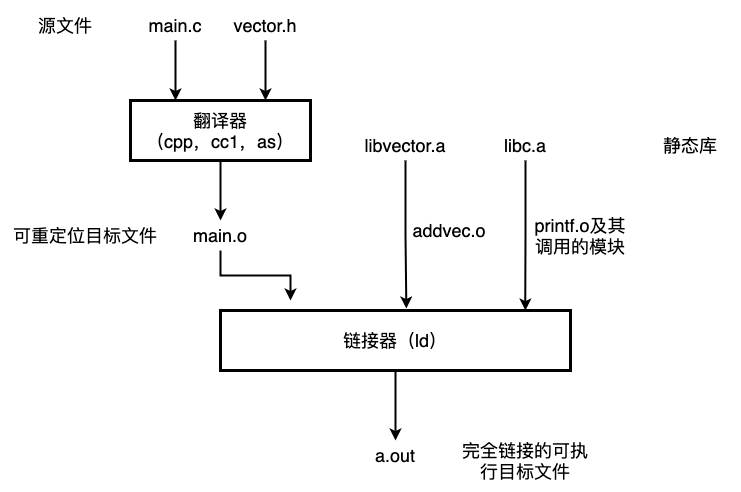 源文件
main.c
vector.h
翻译器
（cpp，cc1，as）
libvector.a
libc.a
静态库
可重定位目标文件
main.o
addvec.o
printf.o及其
调用的模块
链接器（ld）
a.out
完全链接的可执
行目标文件